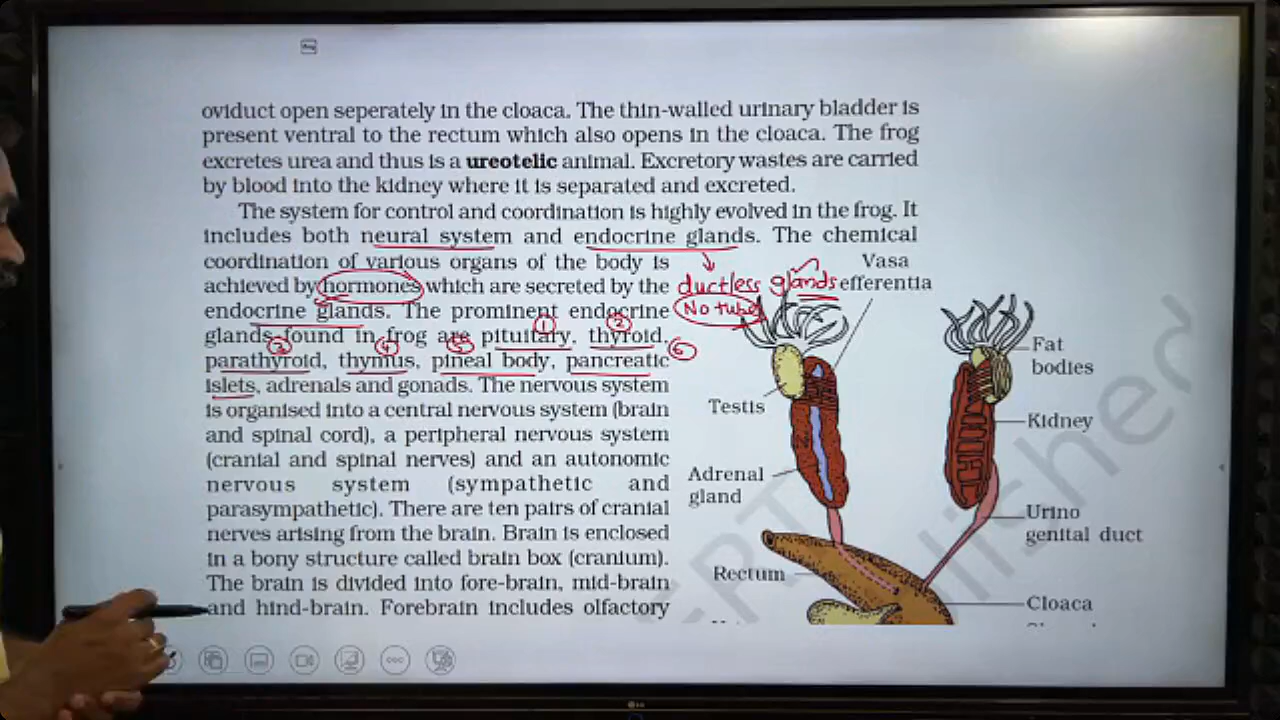 oviduct open seperately in the cloaca. The thin-walled urinary bladder is
present ventral to the rectum which also opens in the cloaca. The frog
excretes urea and thus is a ureotelic animal. Excretory wastes are carried
by blood into the kidney where it is separated and excreted.
The system for control and coordination is highly evolved in the frog. It
includes both neural system and endocrine glands. The chemical
coordination of various organs of the body is
achieved by hormones which are secreted by the
endocrine glands. The prominent endocrine
glands found in frog are pituitary, thyroid,
parathyroid, thymus, pineal body, pancreatic
islets, adrenals and gonads. The nervous system
is organised into a central nervous system (brain
and spinal cord), a peripheral nervous system
(cranial and spinal nerves) and an autonomic
nervous system (sympathetic and
parasympathetic). There are ten pairs of cranial
nerves arising from the brain. Brain is enclosed
in a bony structure called brain box (cranium).
The brain is divided into fore-brain, mid-brain
and hind-brain. Forebrain includes olfactory
ductless glands
No tube
1
2
3
4
5
6
Vasa
efferentia
Testis
Adrenal
gland
Rectum
Fat
bodies
Kidney
Urino
genital duct
Cloaca
LG